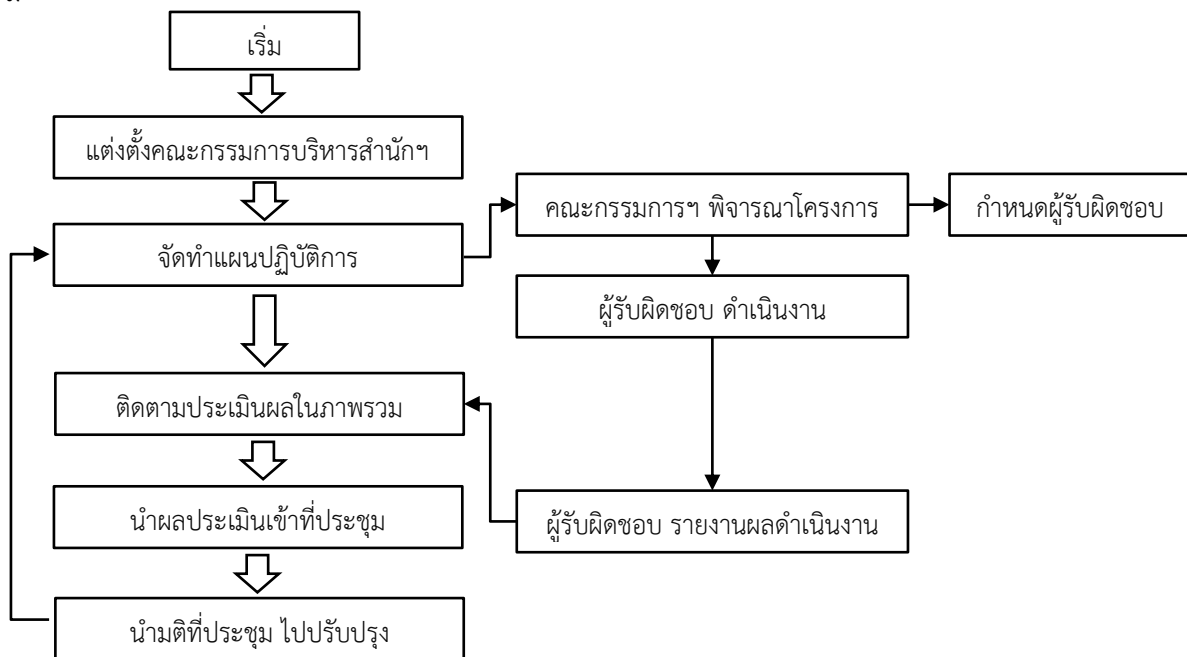 เริ่ม
แต่งตั้งคณะกรรมการบริหารสำนักฯ
จัดทำแผนปฏิบัติการ
คณะกรรมการฯ พิจารณาโครงการ
กำหนดผู้รับผิดชอบ
ผู้รับผิดชอบ ดำเนินงาน
ติดตามประเมินผลในภาพรวม
นำผลประเมินเข้าที่ประชุม
ผู้รับผิดชอบ รายงานผลดำเนินงาน
นำมติที่ประชุม ไปปรับปรุง